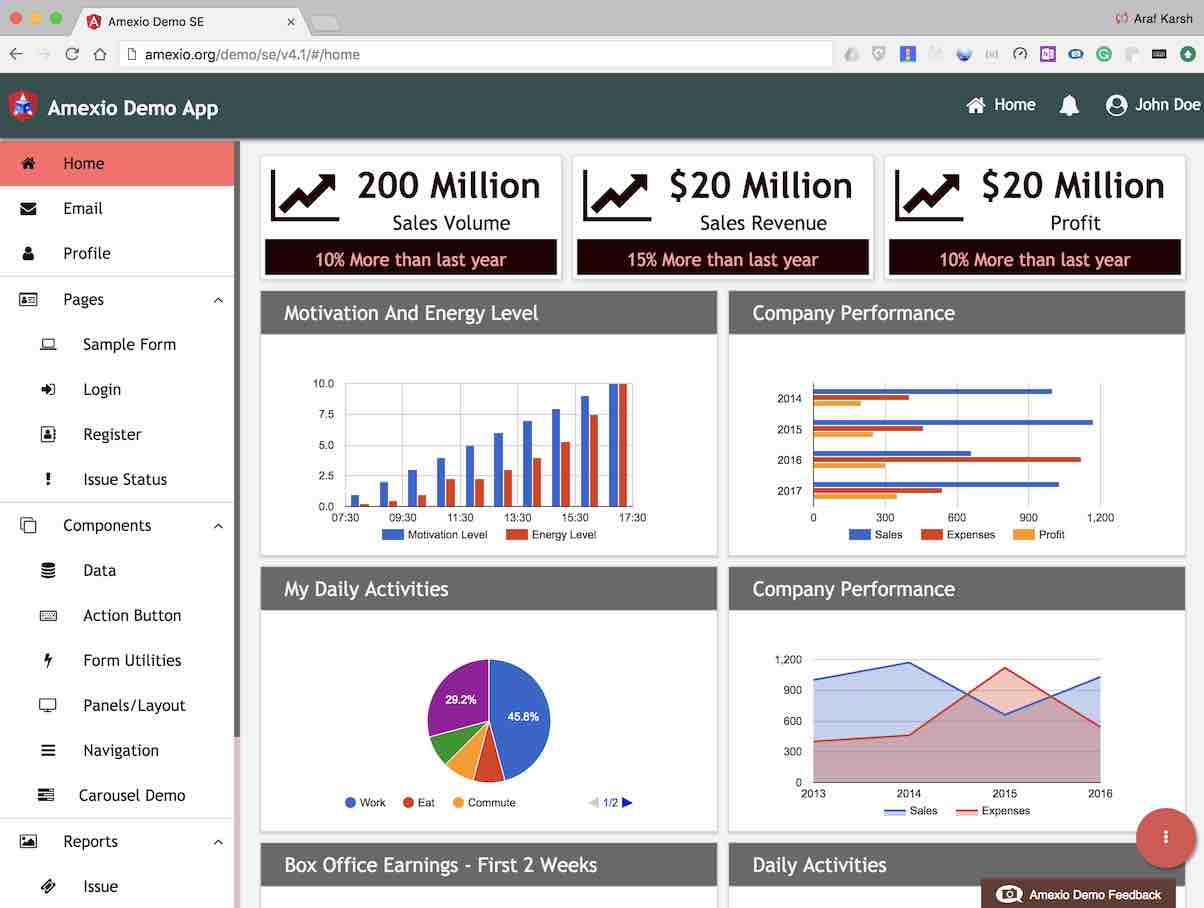 Amexio Demo SE
Araf Karsh
amexio.org/demo/se/v4.1/#/home
Amexio Demo App
Home
John Doe
Home
Email
Profile
Pages
Sample Form
Login
Register
Issue Status
Components
Data
Action Button
Form Utilities
Panels/Layout
Navigation
Carousel Demo
Reports
Issue
200 Million
Sales Volume
10% More than last year
$20 Million
Sales Revenue
15% More than last year
$20 Million
Profit
10% More than last year
Motivation And Energy Level
10.0
7.5
5.0
2.5
0.0
07:30 09:30 11:30 13:30 15:30 17:30
Motivation Level Energy Level
Company Performance
2014
2015
2016
2017
0 300 600 900 1,200
Sales Expenses Profit
My Daily Activities
29.2%
45.8%
Work Eat Commute 1/2
Company Performance
1,200
900
600
300
0
2013 2014 2015 2016
Sales Expenses
Box Office Earnings - First 2 Weeks
Daily Activities
Amexio Demo Feedback